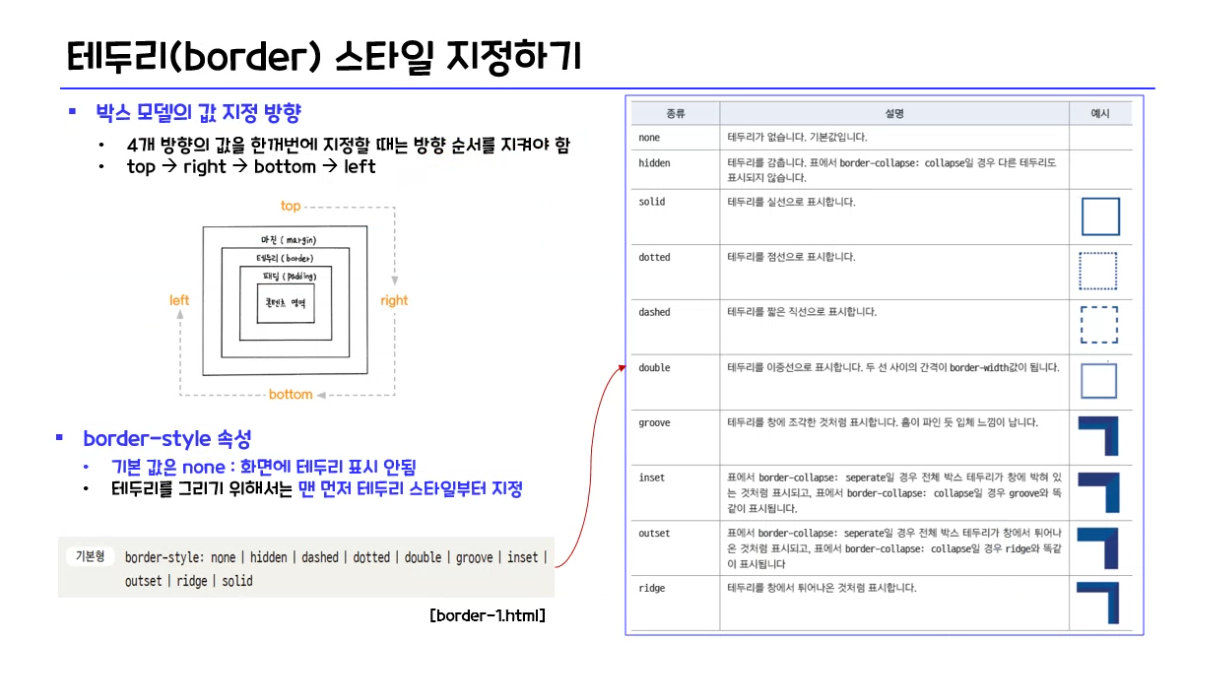 테두리(border) 스타일 지정하기
▪ 박스 모델의 값 지정 방향
• 4개 방향의 값을 한꺼번에 지정할 때는 방향 순서를 지켜야 함
• top → right → bottom → left
top
마진 (margin)
테두리 (border)
패딩 (padding)
콘텐츠 영역
left
right
bottom
▪ border-style 속성
• 기본 값은 none : 화면에 테두리 표시 안됨
• 테두리를 그리기 위해서는 맨 먼저 테두리 스타일부터 지정
기본형 border-style: none | hidden | dashed | dotted | double | groove | inset |
outset | ridge | solid
[border-1.html]
종류 설명 예시
none 테두리가 없습니다. 기본값입니다.
hidden 테두리를 감춥니다. 표에서 border-collapse: collapse일 경우 다른 테두리도
표시되지 않습니다.
solid 테두리를 실선으로 표시합니다.
dotted 테두리를 점선으로 표시합니다.
dashed 테두리를 짧은 직선으로 표시합니다.
double 테두리를 이중선으로 표시합니다. 두 선 사이의 간격이 border-width값이 됩니다.
groove 테두리를 창에 조각한 것처럼 표시합니다. 홈이 파인 듯 입체 느낌이 납니다.
inset 표에서 border-collapse: seperate일 경우 전체 박스 테두리가 창에 박혀 있
는 것처럼 표시되고, 표에서 border-collapse: collapse일 경우 groove와 똑
같이 표시됩니다.
outset 표에서 border-collapse: seperate일 경우 전체 박스 테두리가 창에서 튀어나
온 것처럼 표시되고, 표에서 border-collapse: collapse일 경우 ridge와 똑같
이 표시됩니다
ridge 테두리를 창에서 튀어나온 것처럼 표시합니다.